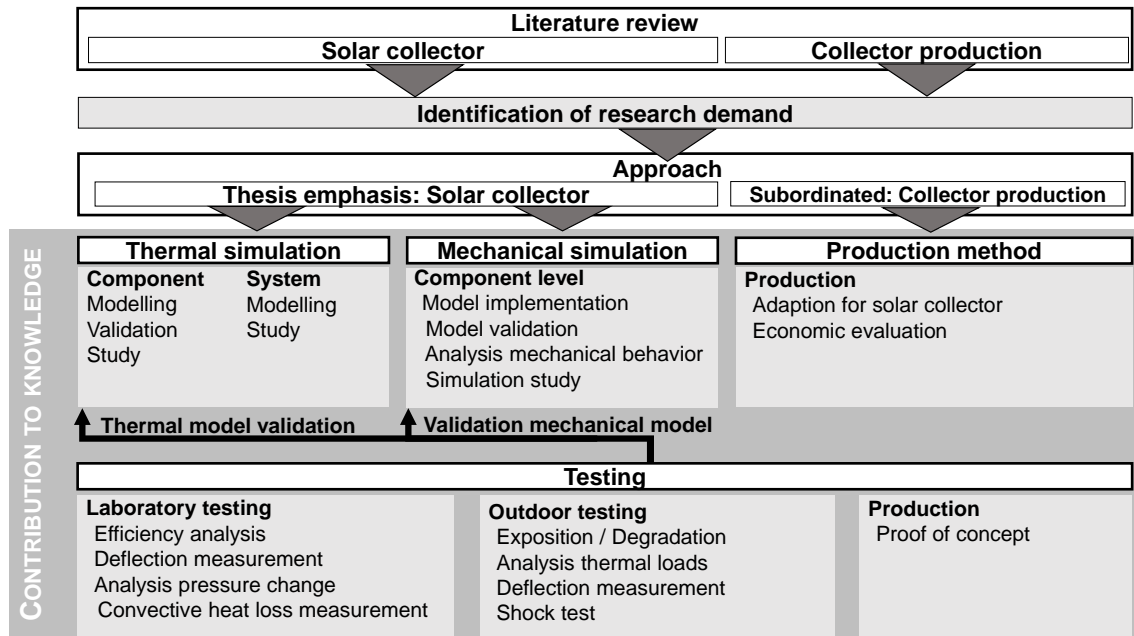 Literature review
Solar collector
Collector production
Identification of research demand
Approach
Thesis emphasis: Solar collector
Subordinated: Collector production
CONTRIBUTION TO KNOWLEDGE
Thermal simulation
Component
Modelling
Validation
Study
System
Modelling
Study
Mechanical simulation
Component level
Model implementation
Model validation
Analysis mechanical behavior
Simulation study
Production method
Production
Adaption for solar collector
Economic evaluation
Thermal model validation
Validation mechanical model
Testing
Laboratory testing
Efficiency analysis
Deflection measurement
Analysis pressure change
Convective heat loss measurement
Outdoor testing
Exposition / Degradation
Analysis thermal loads
Deflection measurement
Shock test
Production
Proof of concept